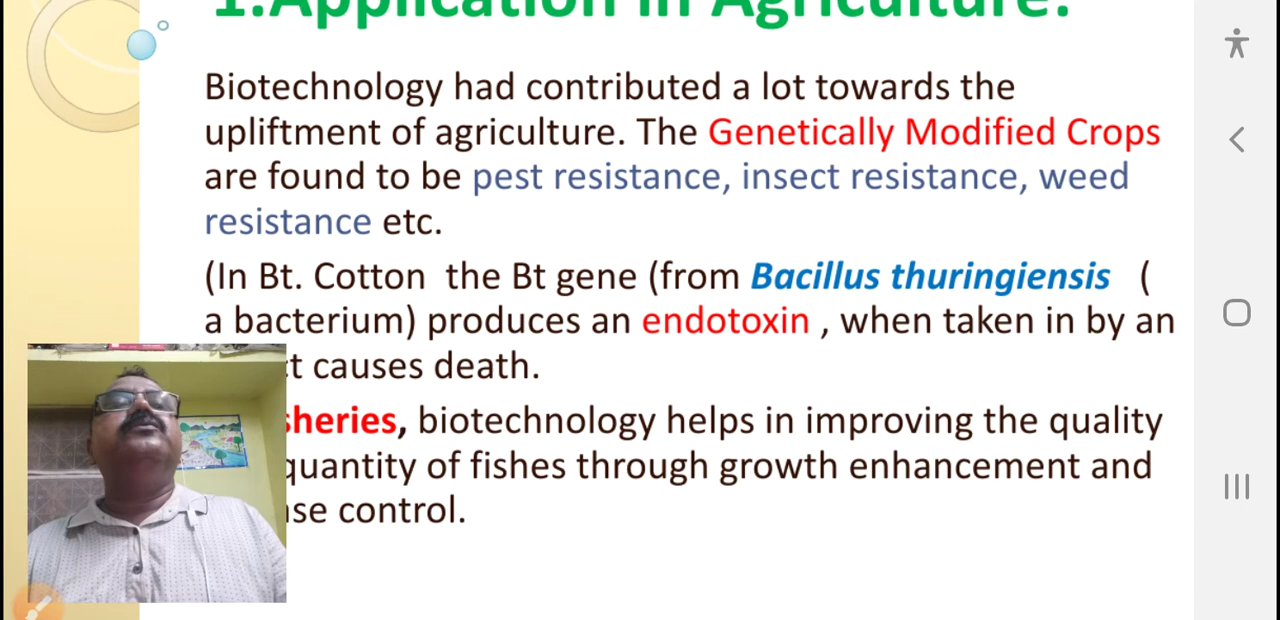 1.Application in Agriculture:
Biotechnology had contributed a lot towards the
upliftment of agriculture. The Genetically Modified Crops
are found to be pest resistance, insect resistance, weed
resistance etc.
(In Bt. Cotton the Bt gene (from Bacillus thuringiensis (
a bacterium) produces an endotoxin , when taken in by an
causes death.
biotechnology helps in improving the quality
quantity of fishes through growth enhancement and
control.